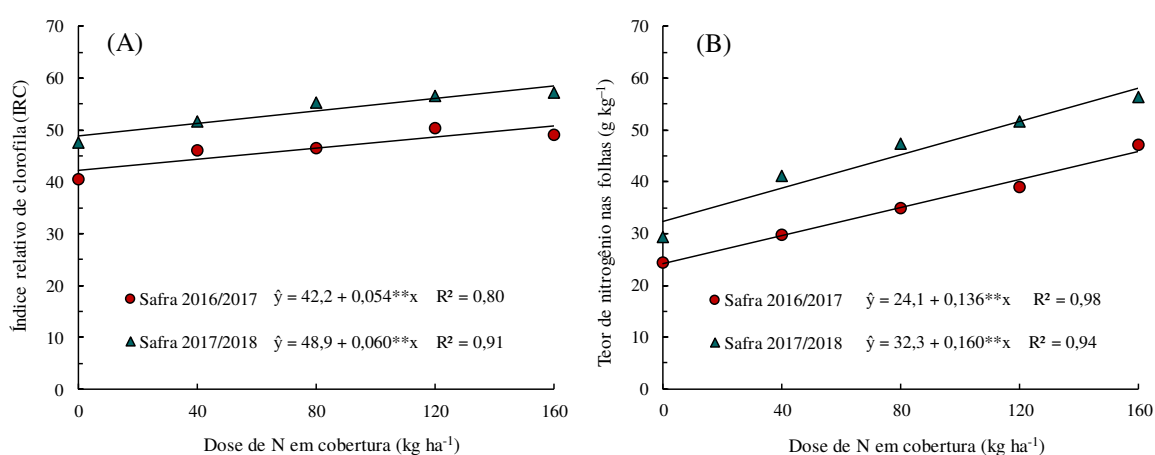 (A)
Índice relativo de clorofila (IRC)
70
60
50
40
30
20
10
0
Safra 2016/2017 ŷ = 42,2 + 0,054**x R² = 0,80
Safra 2017/2018 ŷ = 48,9 + 0,060**x R² = 0,91
0 40 80 120 160
Dose de N em cobertura (kg ha⁻¹)
(B)
Teor de nitrogênio nas folhas (g kg⁻¹)
70
60
50
40
30
20
10
0
Safra 2016/2017 ŷ = 24,1 + 0,136**x R² = 0,98
Safra 2017/2018 ŷ = 32,3 + 0,160**x R² = 0,94
0 40 80 120 160
Dose de N em cobertura (kg ha⁻¹)